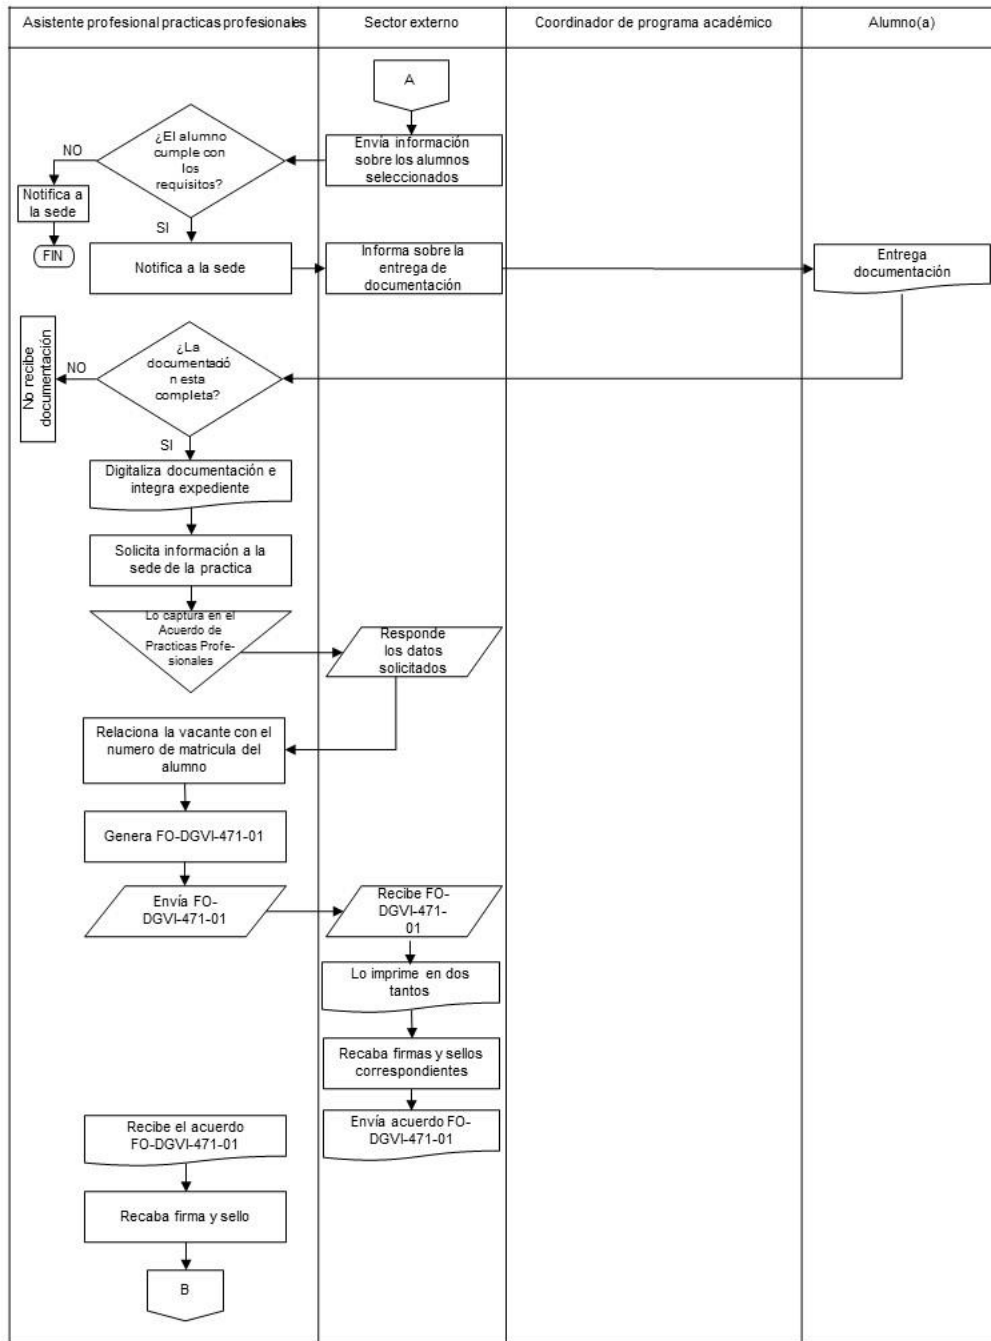 Asistente profesional practicas profesionales
Sector externo
Coordinador de programa académico
Alumno(a)
A
¿El alumno
cumple con
los
requisitos?
Envía información
sobre los alumnos
seleccionados
NO
Notifica a
la sede
FIN
SI
Notifica a la sede
Informa sobre la
entrega de
documentación
Entrega
documentación
¿La
documentació
n esta
completa?
NO
No recibe
documentación
SI
Digitaliza documentación e
integra expediente
Solicita información a la
sede de la practica
Lo captura en el
Acuerdo de
Practicas Profe-
sionales
Responde
los datos
solicitados
Relaciona la vacante con el
numero de matricula del
alumno
Genera FO-DGVI-471-01
Envía FO-
DGVI-471-01
Recibe FO-
DGVI-471-
01
Lo imprime en dos
tantos
Recaba firmas y sellos
correspondientes
Envía acuerdo FO-
DGVI-471-01
Recibe el acuerdo
FO-DGVI-471-01
Recaba firma y sello
B